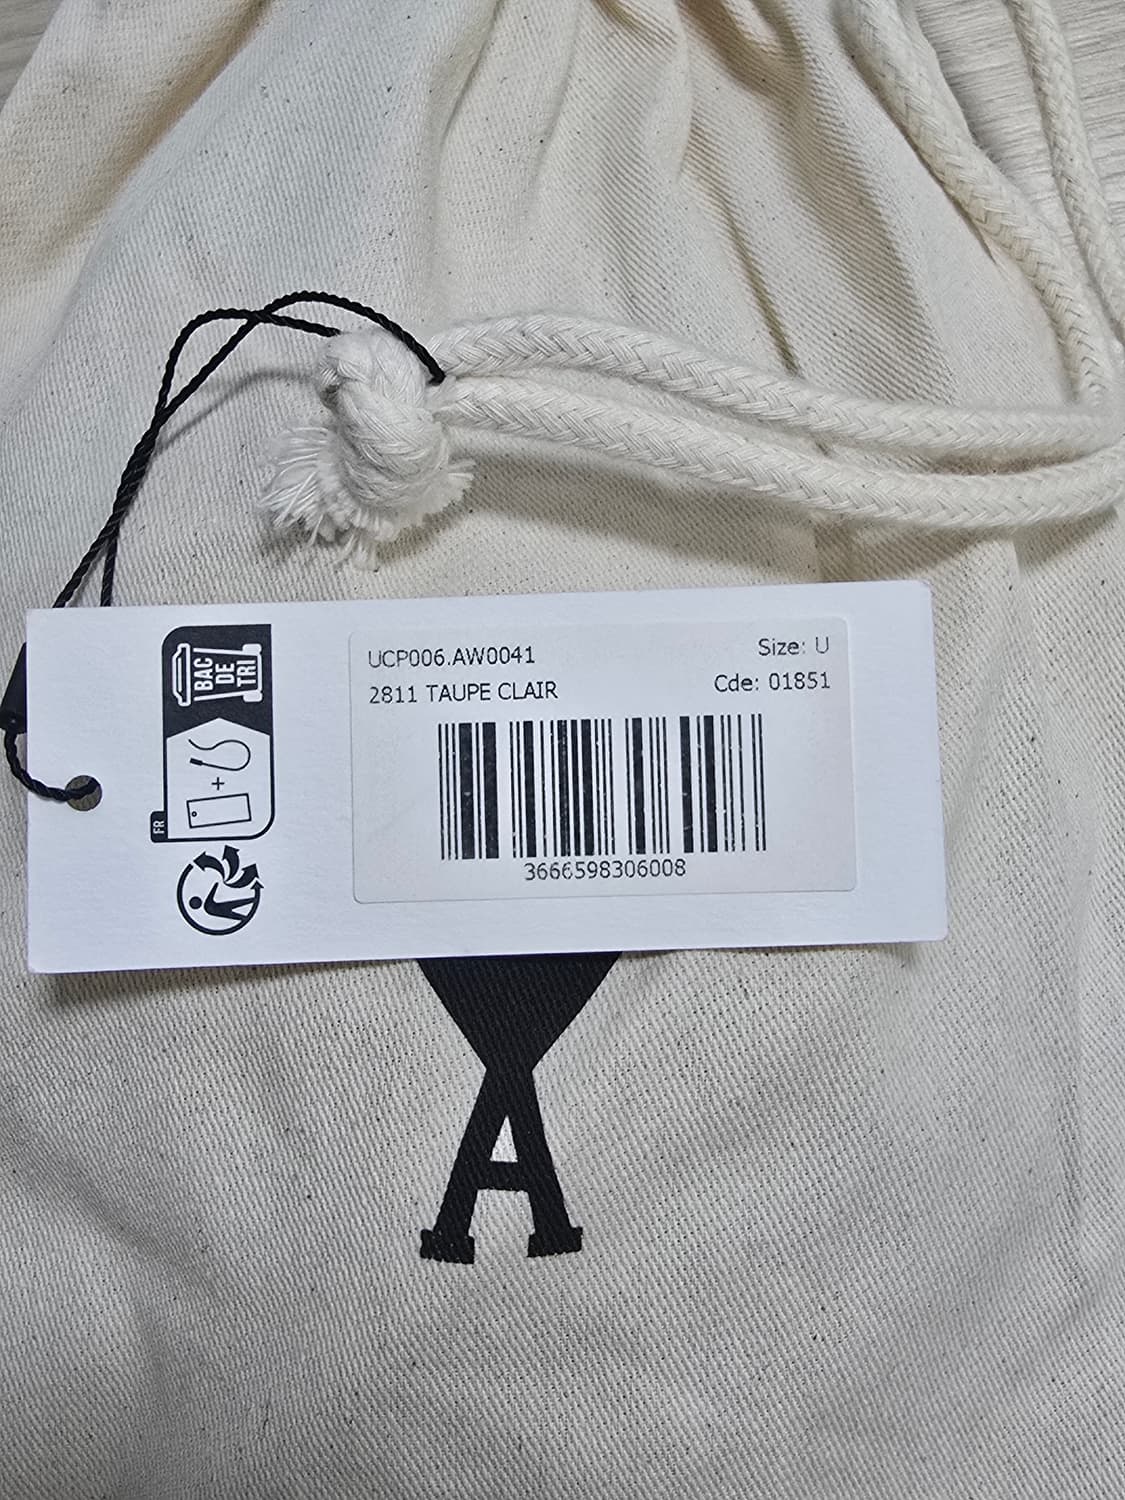 UCP006.AW0041
Size: U
2811 TAUPE CLAIR
Cde: 01851
3666598306008
BAC
DE
TRI
FR
A